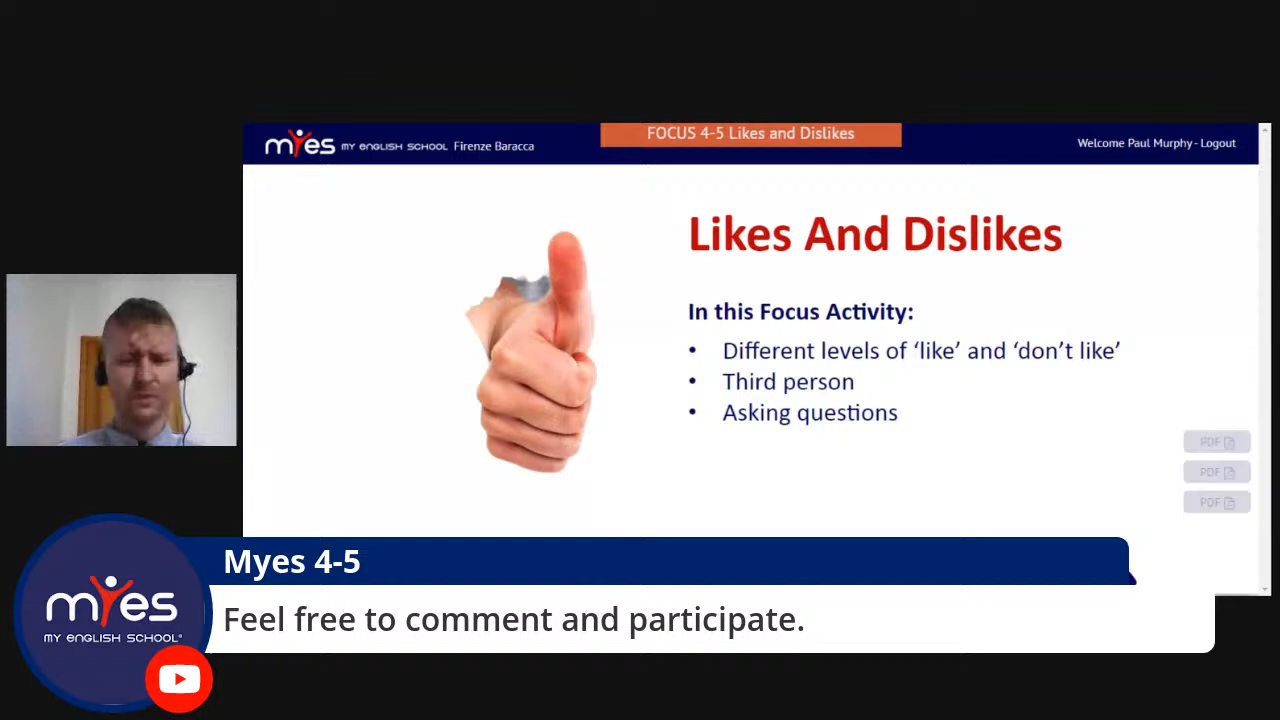 myes MY ENGLISH SCHOOL Firenze Baracca
FOCUS 4-5 Likes and Dislikes
Welcome Paul Murphy - Logout
Likes And Dislikes
In this Focus Activity:
• Different levels of ‘like’ and ‘don’t like’
• Third person
• Asking questions
PDF
PDF
PDF
Myes 4-5
Feel free to comment and participate.
myes
MY ENGLISH SCHOOL®